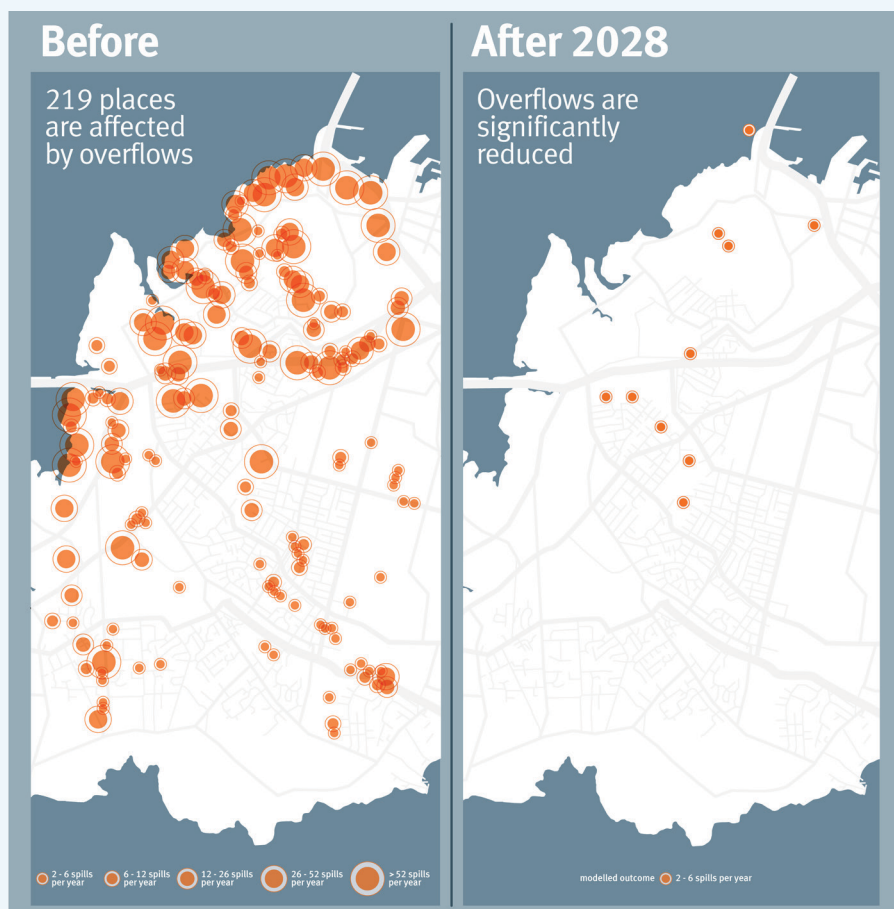 Before
219 places
are affected
by overflows
2 - 6 spills
per year
6 - 12 spills
per year
12 - 26 spills
per year
26 - 52 spills
per year
> 52 spills
per year
After 2028
Overflows are
significantly
reduced
modelled outcome 2 - 6 spills per year